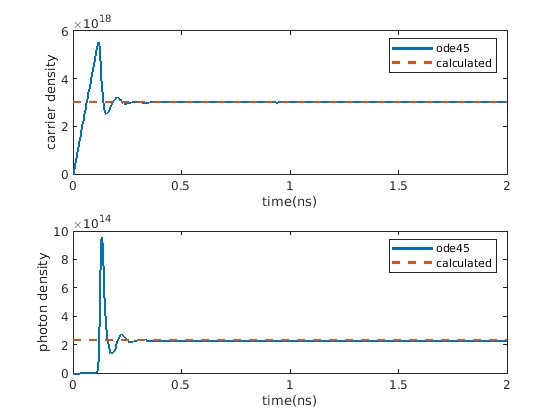 ×10^18
6
4
2
0
carrier density
ode45
calculated
0 0.5 1 1.5 2
time(ns)
×10^14
10
8
6
4
2
0
photon density
ode45
calculated
0 0.5 1 1.5 2
time(ns)